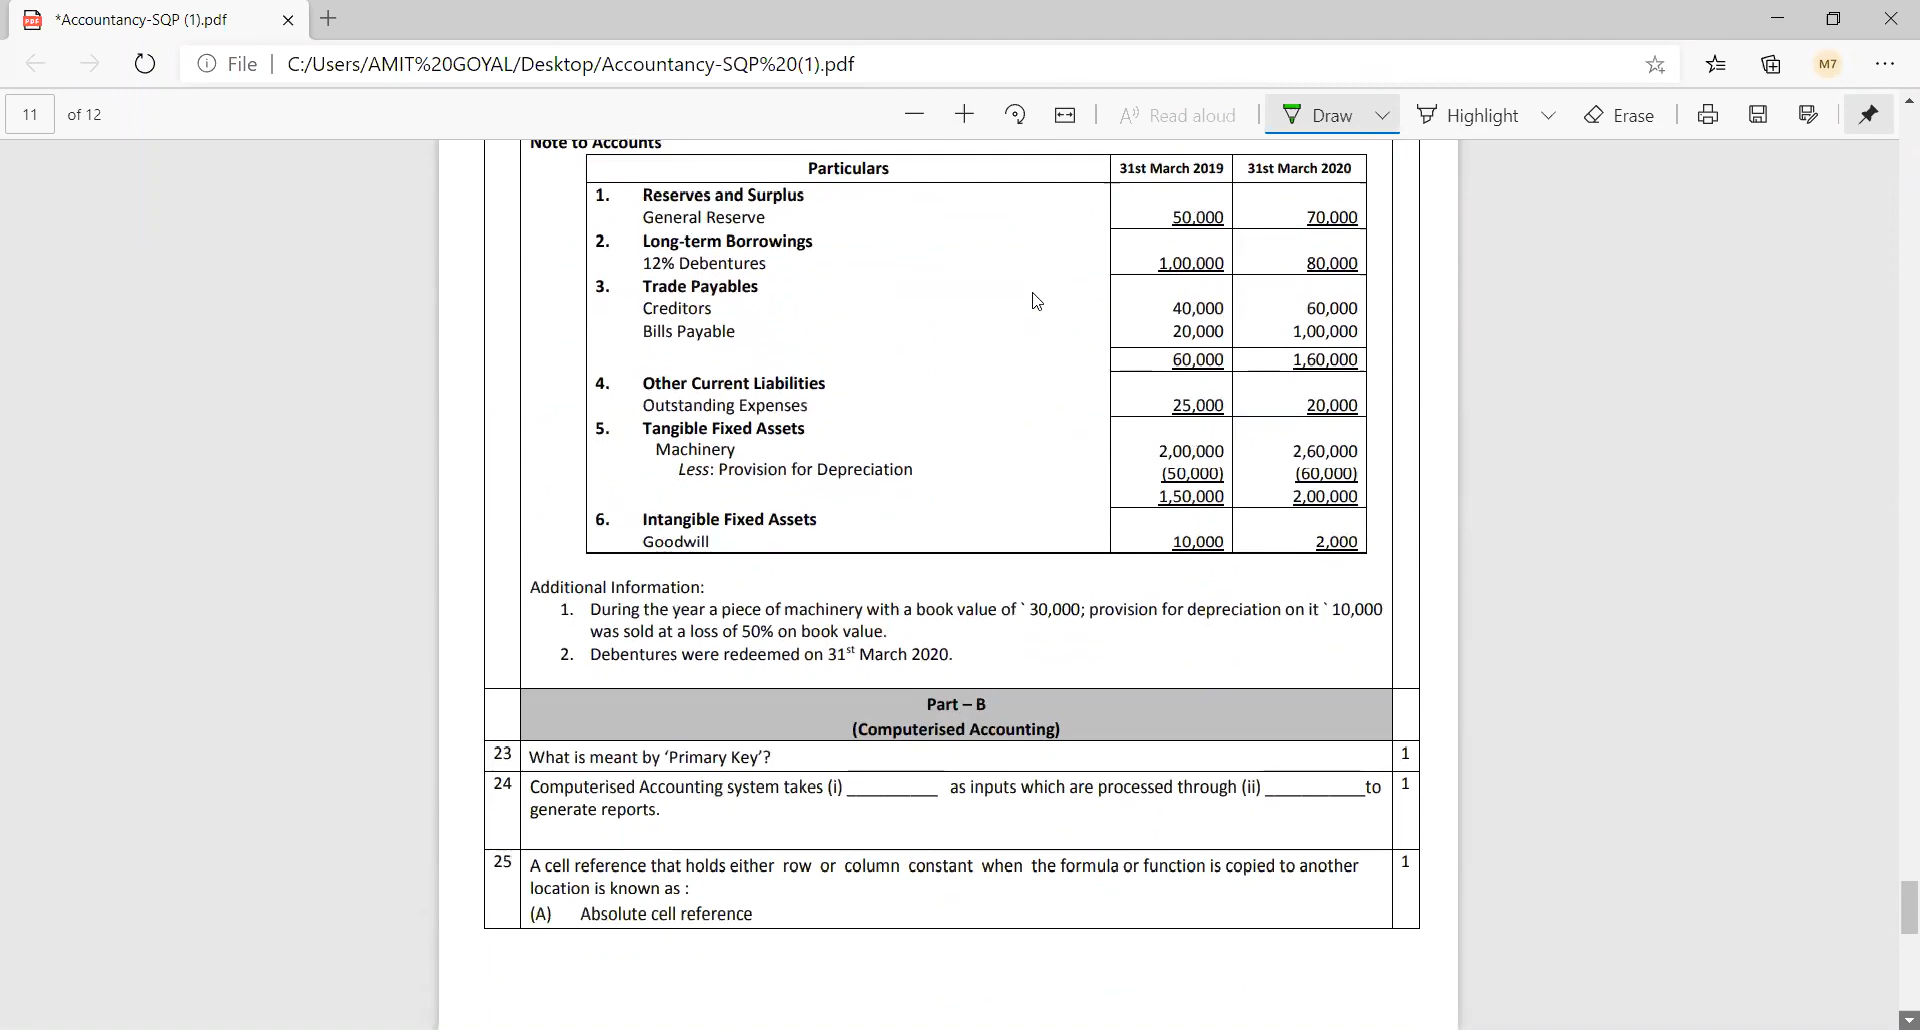 *Accountancy-SQP (1).pdf
File | C:/Users/AMIT%20GOYAL/Desktop/Accountancy-SQP%20(1).pdf
M7
11 of 12
Read aloud
Draw
Highlight
Erase
Note to Accounts
Particulars 31st March 2019 31st March 2020
1. Reserves and Surplus
General Reserve 50,000 70,000
2. Long-term Borrowings
12% Debentures 1,00,000 80,000
3. Trade Payables
Creditors 40,000 60,000
Bills Payable 20,000 1,00,000
60,000 1,60,000
4. Other Current Liabilities
Outstanding Expenses 25,000 20,000
5. Tangible Fixed Assets
Machinery 2,00,000 2,60,000
Less: Provision for Depreciation (50,000) (60,000)
1,50,000 2,00,000
6. Intangible Fixed Assets
Goodwill 10,000 2,000
Additional Information:
1. During the year a piece of machinery with a book value of ` 30,000; provision for depreciation on it ` 10,000
was sold at a loss of 50% on book value.
2. Debentures were redeemed on 31st March 2020.
Part – B
(Computerised Accounting)
23 What is meant by ‘Primary Key’? 1
24 Computerised Accounting system takes (i) __________ as inputs which are processed through (ii) ___________to 1
generate reports.
25 A cell reference that holds either row or column constant when the formula or function is copied to another 1
location is known as :
(A) Absolute cell reference